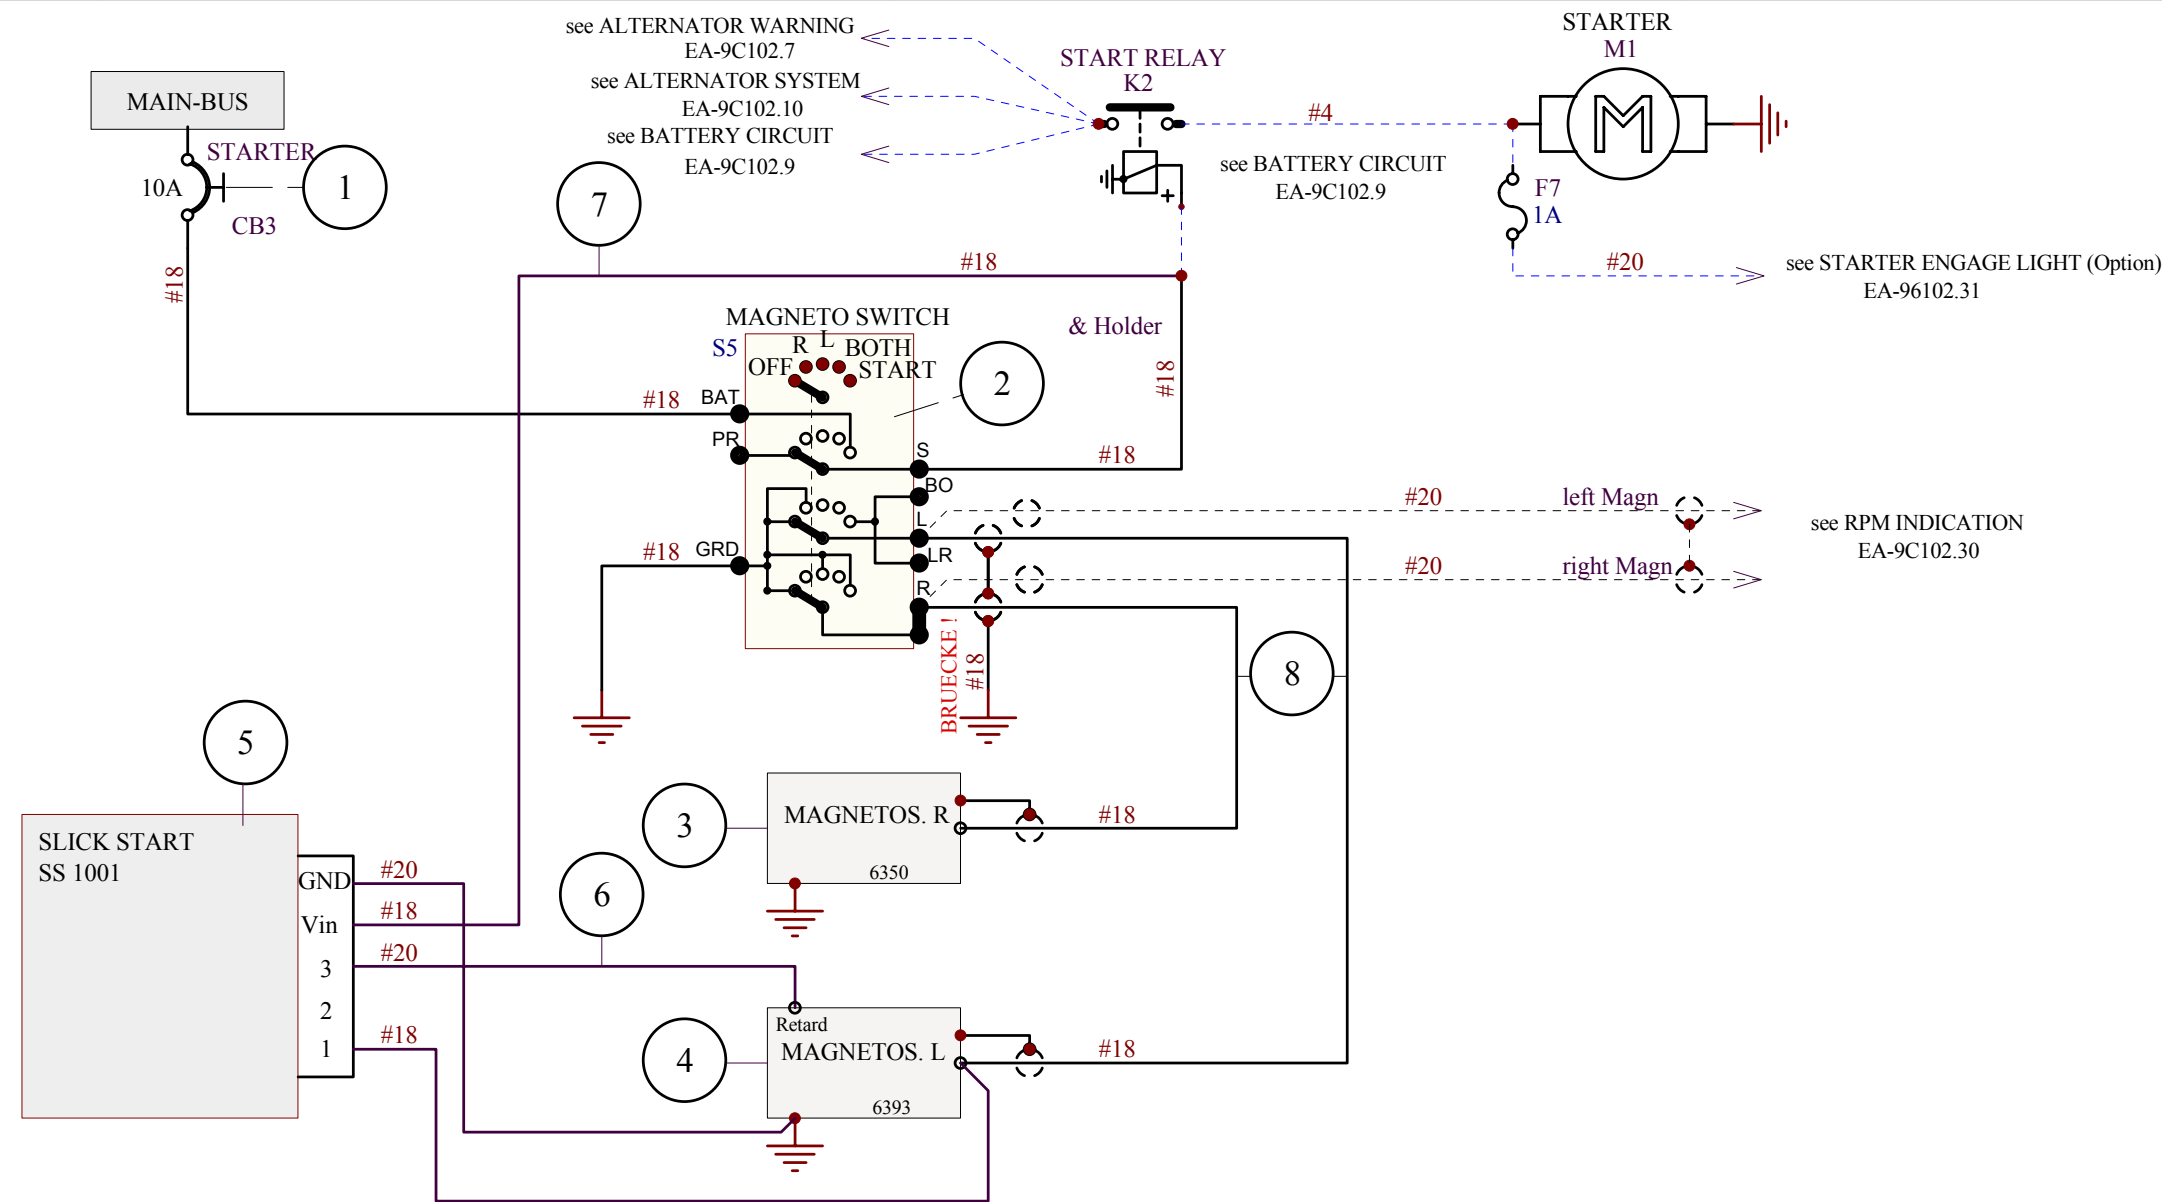 see ALTERNATOR WARNING
EA-9C102.7
see ALTERNATOR SYSTEM
EA-9C102.10
see BATTERY CIRCUIT
EA-9C102.9
START RELAY
K2
STARTER
M1
#4
see BATTERY CIRCUIT
EA-9C102.9
F7
1A
#20
see STARTER ENGAGE LIGHT (Option)
EA-96102.31
MAIN-BUS
STARTER
10A
CB3
1
#18
7
#18
+
& Holder
#18
MAGNETO SWITCH
S5
OFF
R
L
BOTH
START
2
#18
BAT
PR
S
#18
BO
L
LR
R
#18
GRD
BRUECKE !
#18
#20
left Magn
#20
right Magn
see RPM INDICATION
EA-9C102.30
8
5
SLICK START
SS 1001
GND
Vin
3
2
1
#20
#18
#20
#18
6
3
MAGNETOS. R
6350
#18
4
Retard
MAGNETOS. L
6393
#18